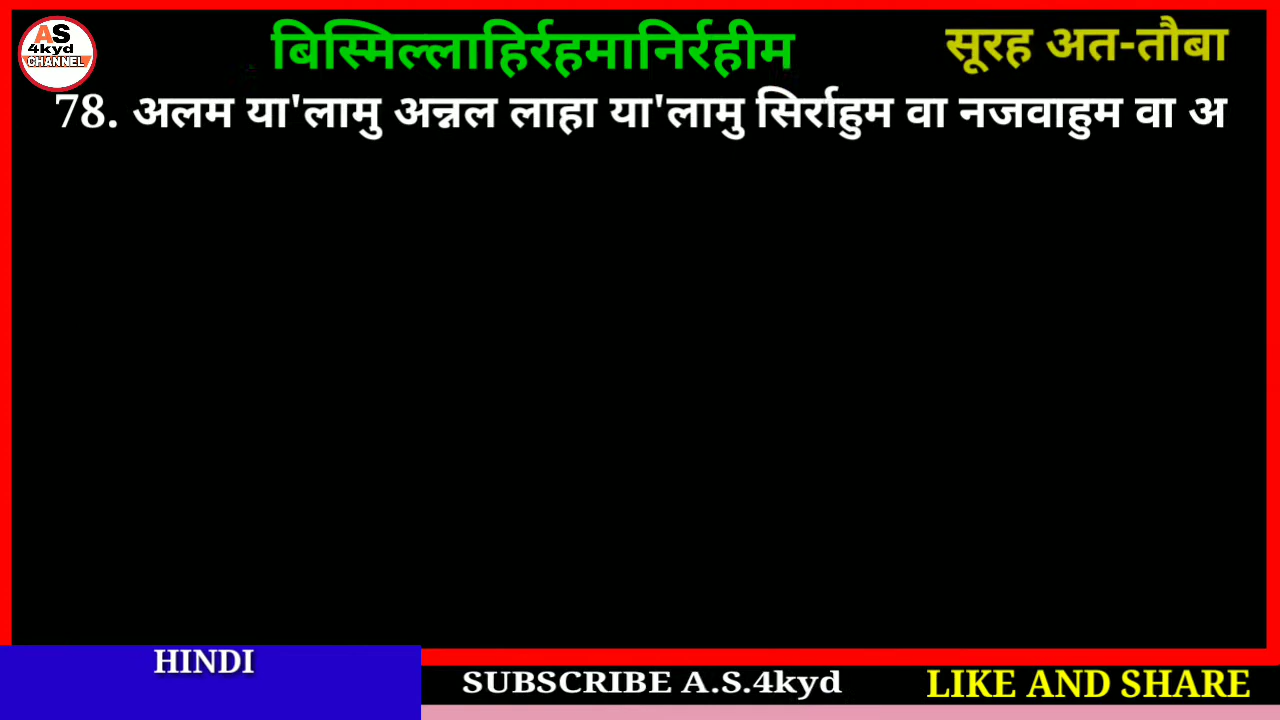 AS
4kyd
CHANNEL
बिस्मिल्लाहिर्रहमानिर्रहीम
सूरह अत-तौबा
78. अलम या'लामु अन्नल लाहा या'लामु सिर्राहुम वा नजवाहुम वा अ
HINDI
SUBSCRIBE A.S.4kyd
LIKE AND SHARE